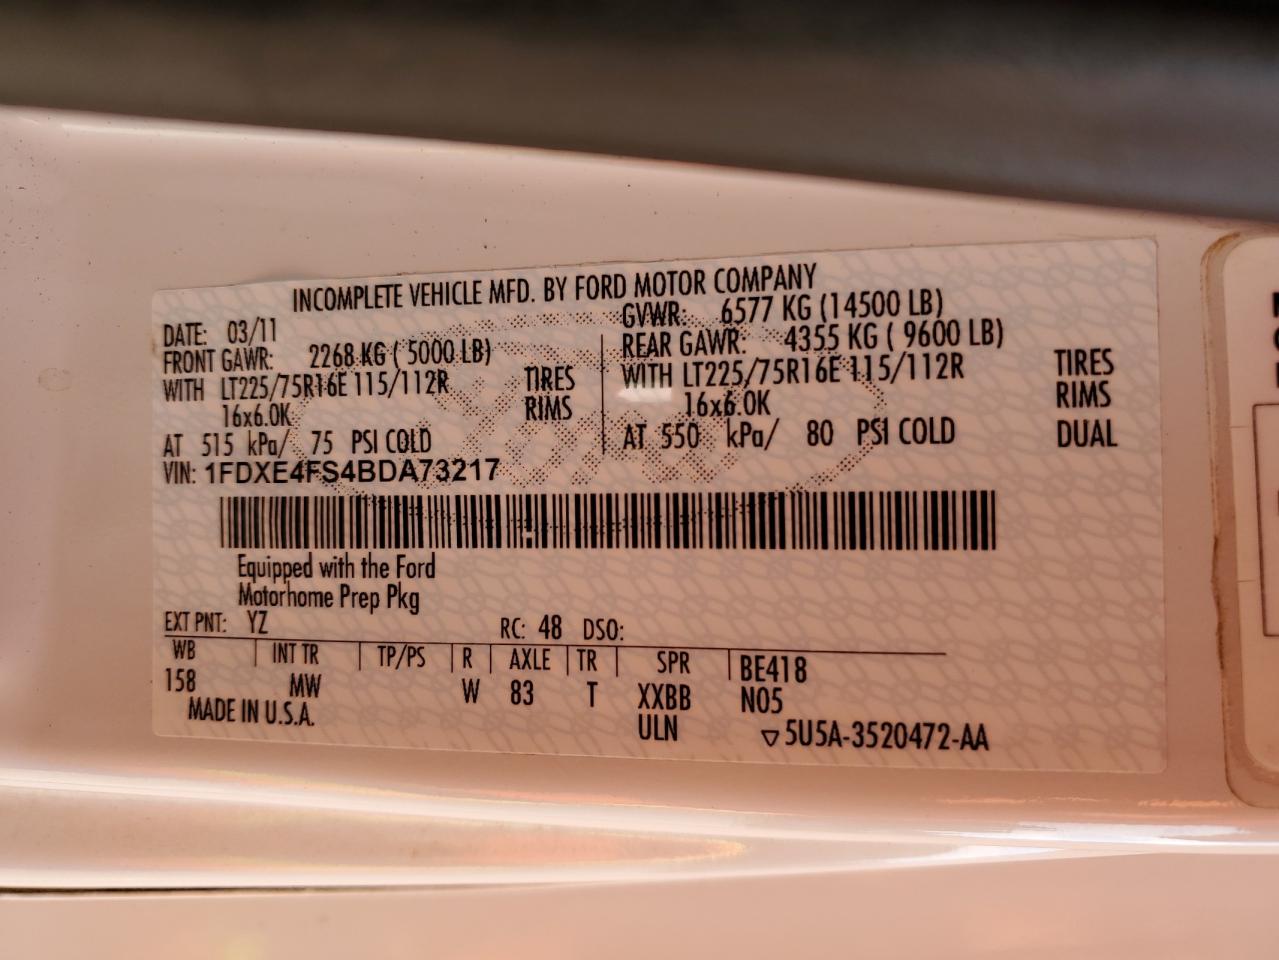 INCOMPLETE VEHICLE MFD. BY FORD MOTOR COMPANY
DATE: 03/11
GVWR: 6577 KG (14500 LB)
FRONT GAWR: 2268 KG ( 5000 LB)
REAR GAWR: 4355 KG ( 9600 LB)
WITH LT225/75R16E 115/112R TIRES
WITH LT225/75R16E 115/112R TIRES
16x6.0K RIMS
16x6.0K RIMS
AT 515 kPa/ 75 PSI COLD
AT 550 kPa/ 80 PSI COLD DUAL
VIN: 1FDXE4FS4BDA73217
Equipped with the Ford
Motorhome Prep Pkg
EXT PNT: YZ RC: 48 DSO:
WB INT TR TP/PS R AXLE TR SPR BE418
158 MW W 83 T XXBB N05
MADE IN U.S.A. ULN ▽5U5A-3520472-AA